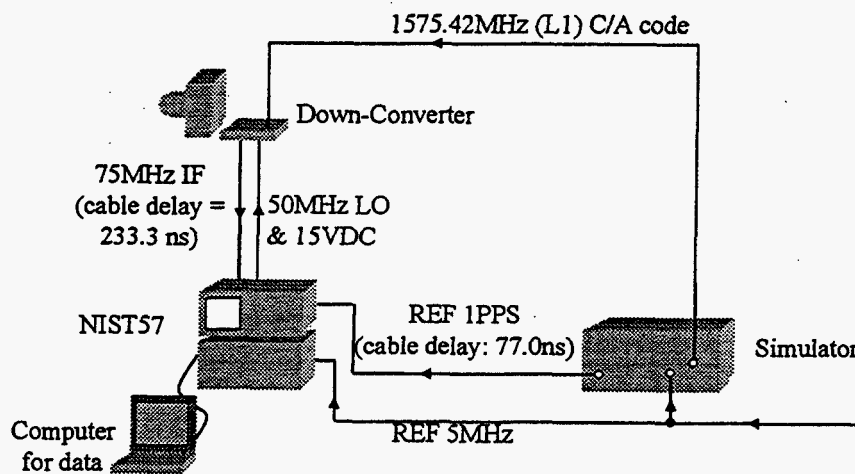 1575.42MHz (L1) C/A code
Down-Converter
75MHz IF
(cable delay =
233.3 ns)
50MHz LO
& 15VDC
NIST57
REF 1PPS
(cable delay: 77.0ns)
Simulator
REF 5MHz
Computer
for data